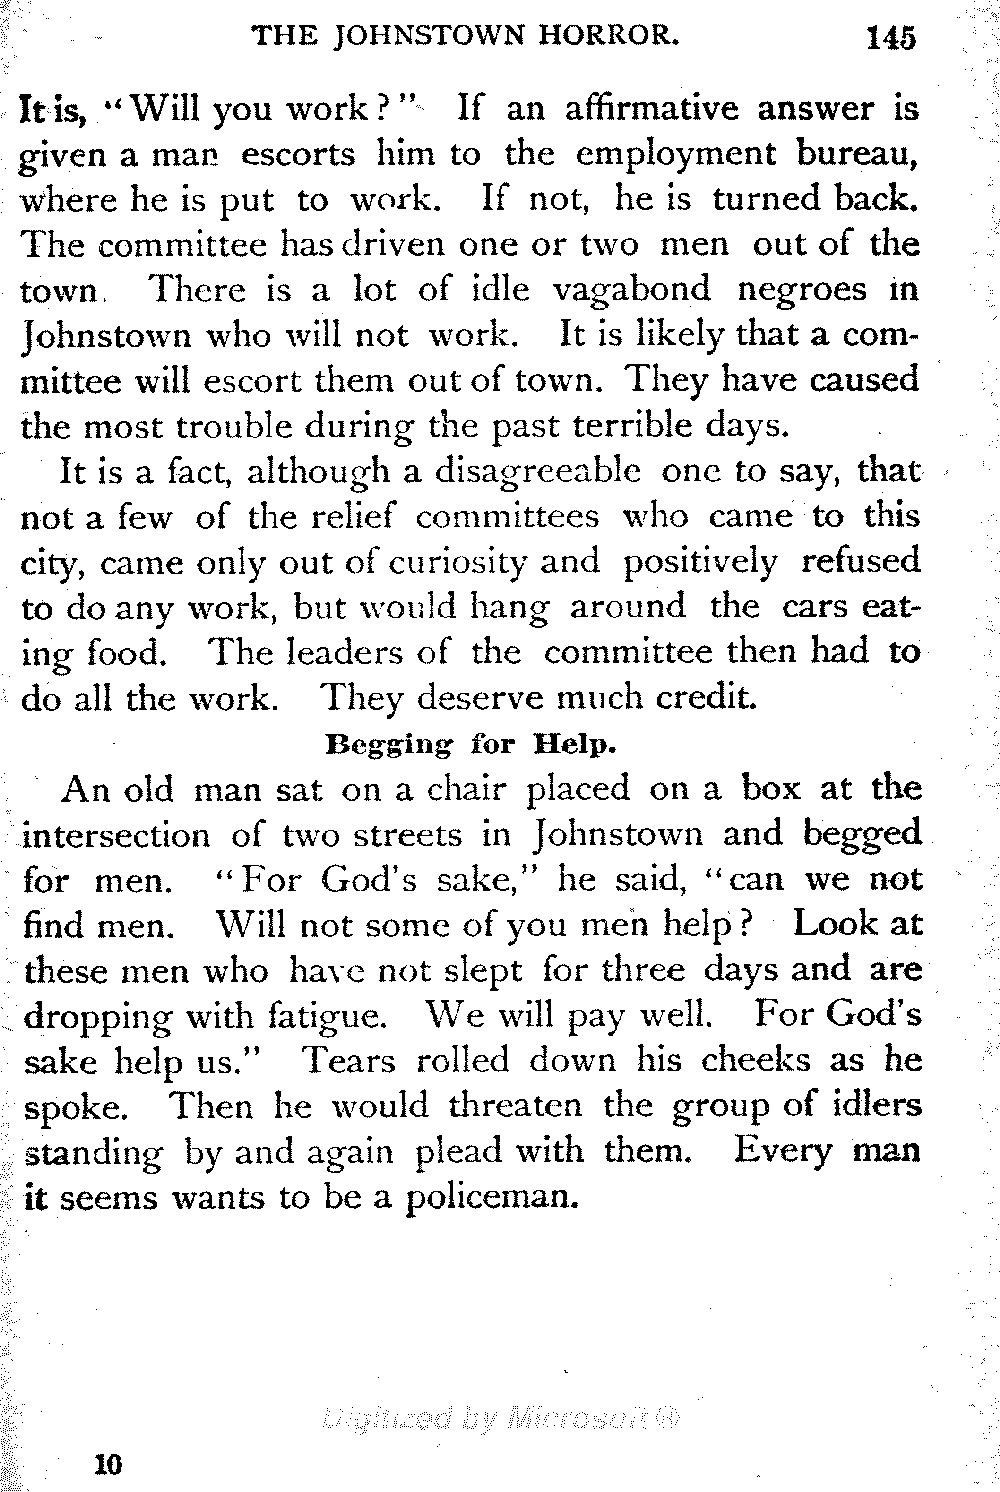 THE JOHNSTOWN HORROR. 145
It is, "Will you work?" If an affirmative answer is
given a man escorts him to the employment bureau,
where he is put to work. If not, he is turned back.
The committee has driven one or two men out of the
town. There is a lot of idle vagabond negroes in
Johnstown who will not work. It is likely that a com-
mittee will escort them out of town. They have caused
the most trouble during the past terrible days.
It is a fact, although a disagreeable one to say, that
not a few of the relief committees who came to this
city, came only out of curiosity and positively refused
to do any work, but would hang around the cars eat-
ing food. The leaders of the committee then had to
do all the work. They deserve much credit.
Begging for Help.
An old man sat on a chair placed on a box at the
intersection of two streets in Johnstown and begged
for men. "For God's sake," he said, "can we not
find men. Will not some of you men help? Look at
these men who have not slept for three days and are
dropping with fatigue. We will pay well. For God's
sake help us." Tears rolled down his cheeks as he
spoke. Then he would threaten the group of idlers
standing by and again plead with them. Every man
it seems wants to be a policeman.
Digitized by Microsoft®
10